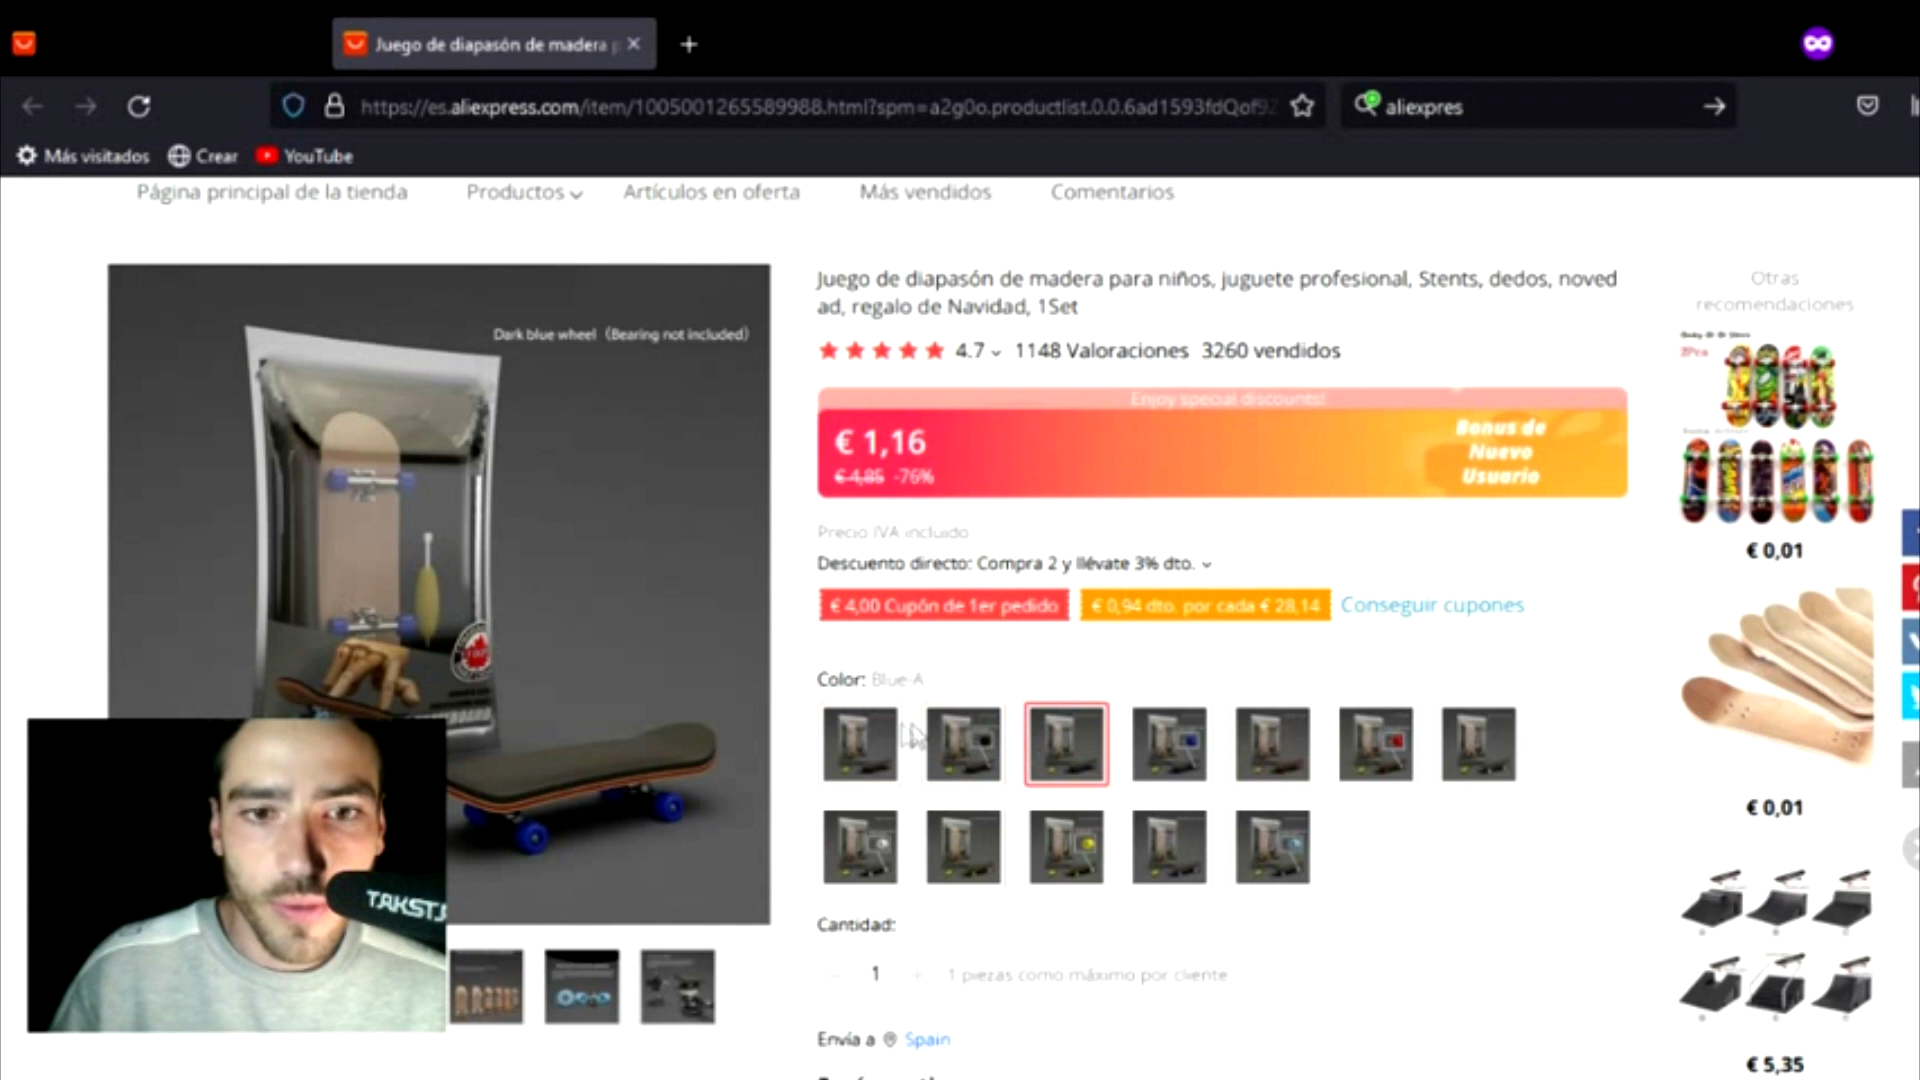 Juego de diapasón de madera p
https://es.aliexpress.com/item/1005001265589988.html?spm=a2g0o.productlist.0.0.6ad1593fdQof9
aliexpres
Más visitados
Crear
YouTube
Página principal de la tienda
Productos
Artículos en oferta
Más vendidos
Comentarios
Dark blue wheel (Bearing not included)
Juego de diapasón de madera para niños, juguete profesional, Stents, dedos, noved
ad, regalo de Navidad, 1Set
4.7
1148 Valoraciones
3260 vendidos
Enjoy special discounts!
€ 1,16
€ 4,85 -76%
Bonus de
Nuevo
Usuario
Precio IVA incluido
Descuento directo: Compra 2 y llévate 3% dto.
€ 4,00 Cupón de 1er pedido
€ 0,94 dto. por cada € 28,14
Conseguir cupones
Color: Blue-A
Cantidad:
1
1 piezas como máximo por cliente
Envía a
Spain
Otras
recomendaciones
2Pcs
€ 0,01
€ 0,01
€ 5,35
TAKST